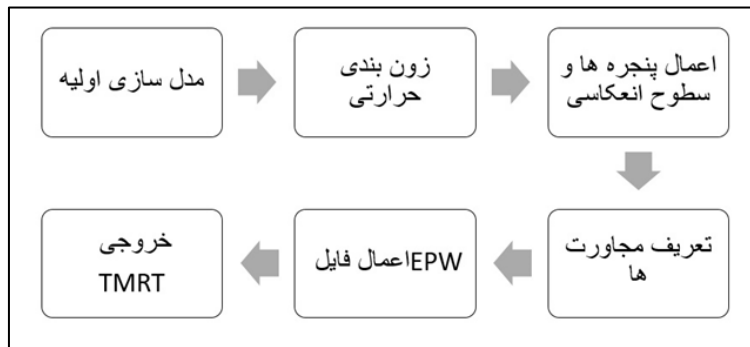 مدل سازی اولیه
زون بندی
حرارتی
اعمال پنجره ها و
سطوح انعکاسی
تعریف مجاورت
ها
EPWاعمال فایل
خروجی
TMRT